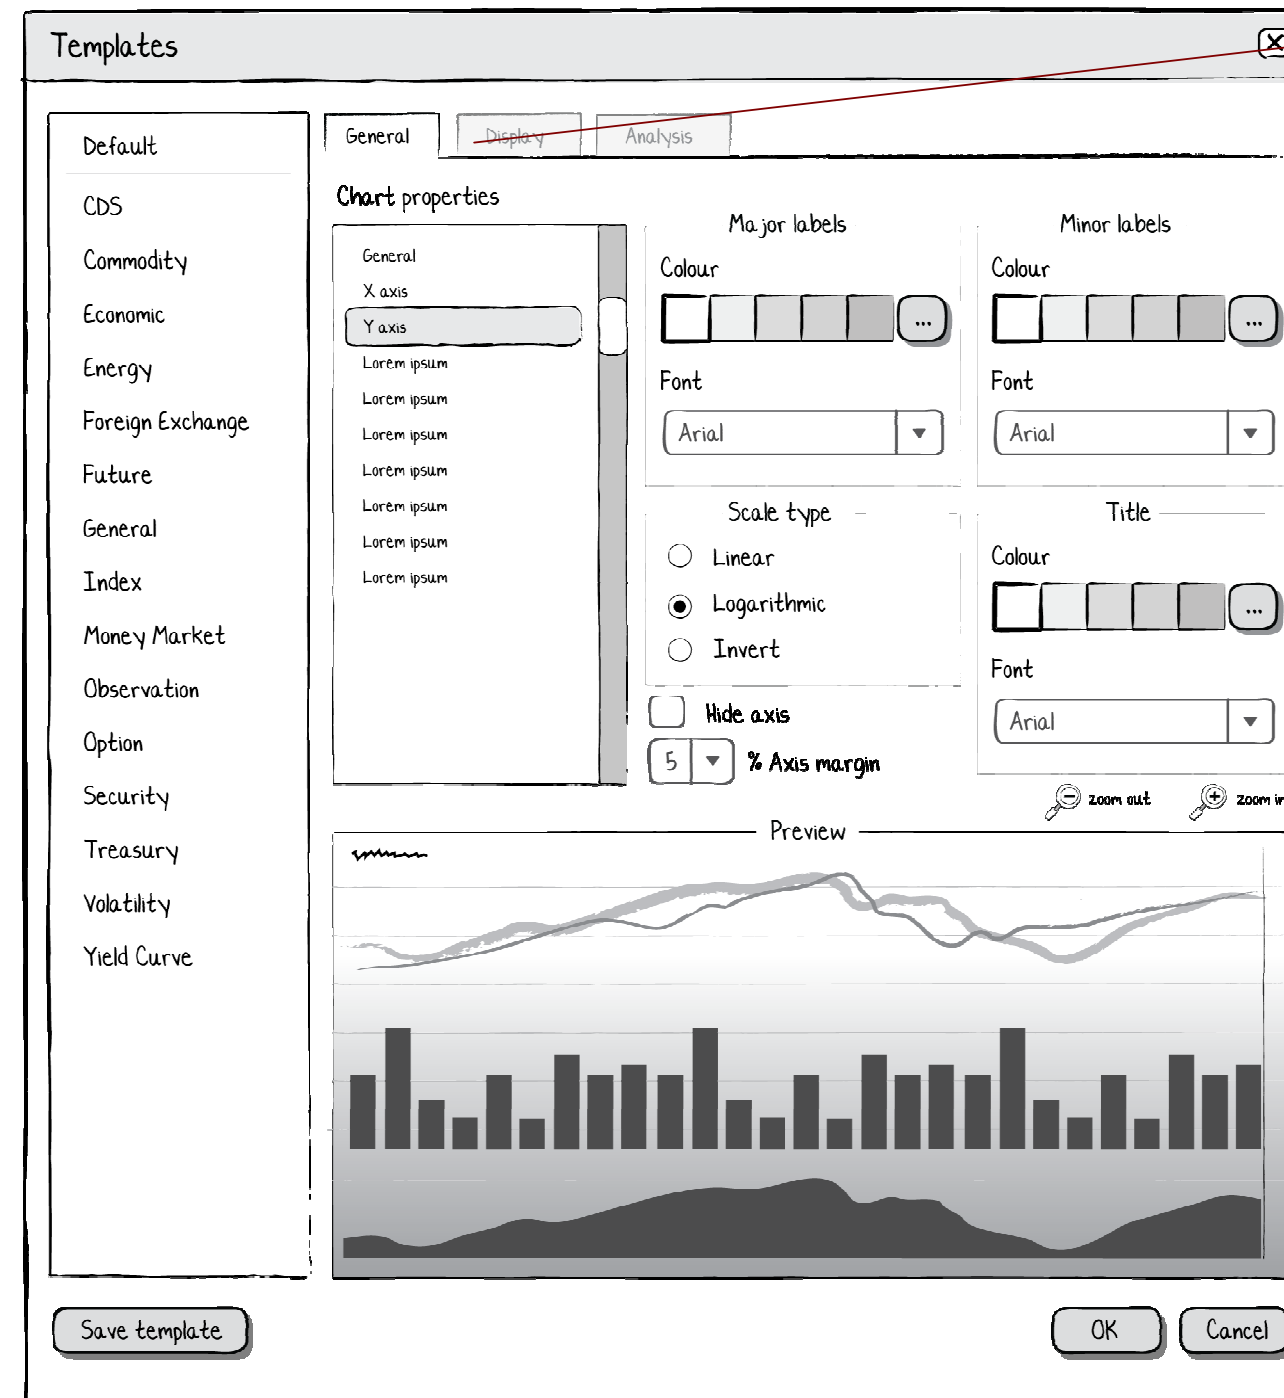 Templates
Default
CDS
Commodity
Economic
Energy
Foreign Exchange
Future
General
Index
Money Market
Observation
Option
Security
Treasury
Volatility
Yield Curve
General
Display
Analysis
Chart properties
General
X axis
Y axis
Lorem ipsum
Lorem ipsum
Lorem ipsum
Lorem ipsum
Lorem ipsum
Lorem ipsum
Lorem ipsum
Major labels
Colour
...
Font
Arial
Minor labels
Colour
...
Font
Arial
Scale type
Linear
Logarithmic
Invert
Hide axis
5 % Axis margin
Title
Colour
...
Font
Arial
zoom out
zoom in
Preview
Save template
OK
Cancel